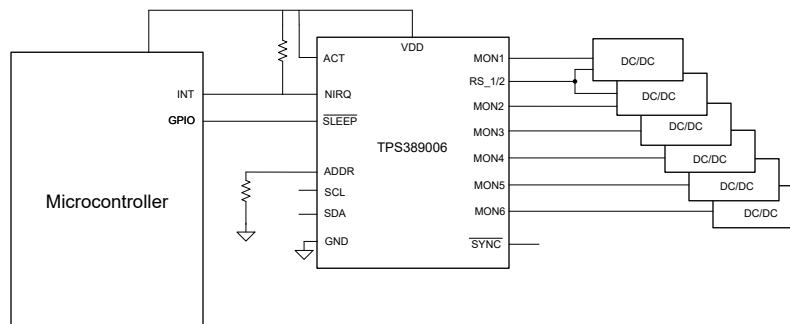 VDD
ACT
MON1
DC/DC
RS_1/2
INT
NIRQ
MON2
DC/DC
GPIO
SLEEP
MON3
DC/DC
TPS389006
MON4
DC/DC
ADDR
MON5
DC/DC
Microcontroller
SCL
SDA
MON6
DC/DC
GND
SYNC